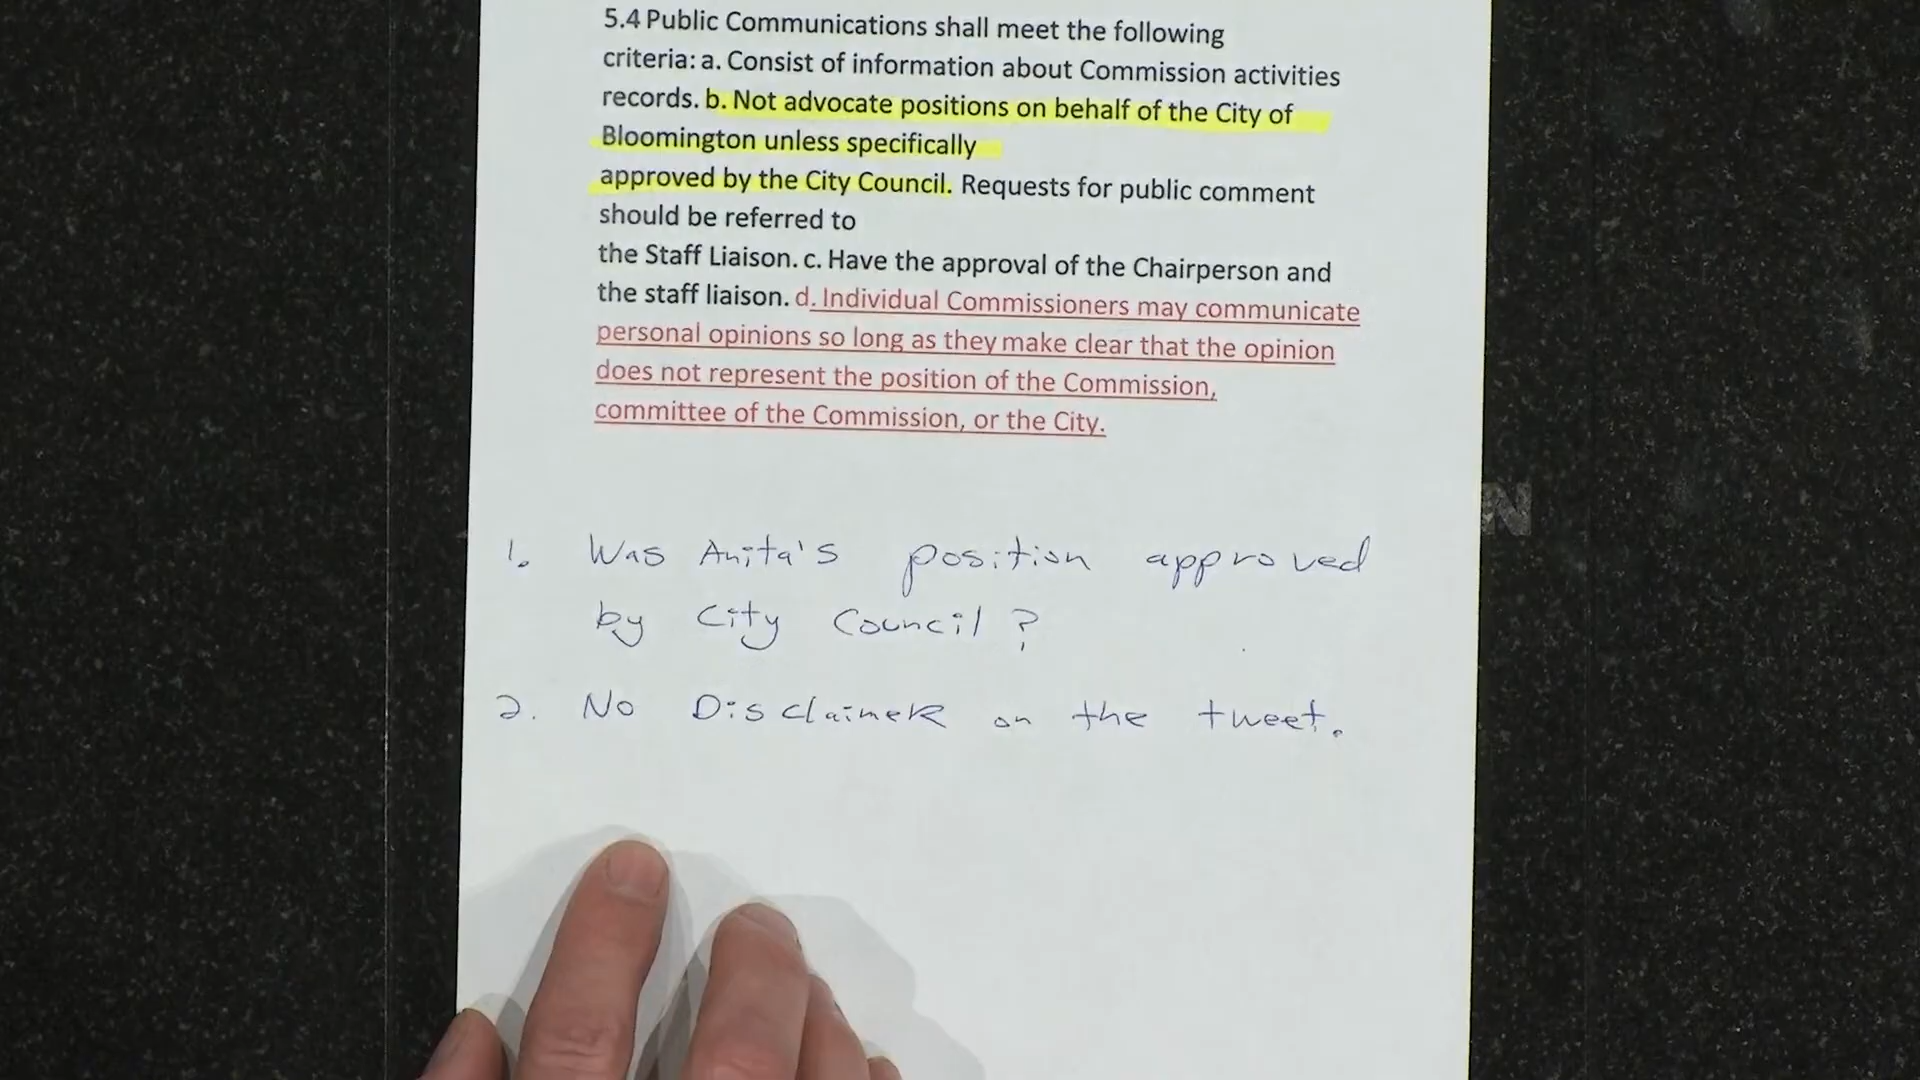 5.4 Public Communications shall meet the following
criteria: a. Consist of information about Commission activities
records. b. Not advocate positions on behalf of the City of
Bloomington unless specifically
approved by the City Council. Requests for public comment
should be referred to
the Staff Liaison. c. Have the approval of the Chairperson and
the staff liaison. d. Individual Commissioners may communicate
personal opinions so long as they make clear that the opinion
does not represent the position of the Commission,
committee of the Commission, or the City.
N
1. Was Anita's position approved
by City Council?
2. No Disclaimer on the tweet.